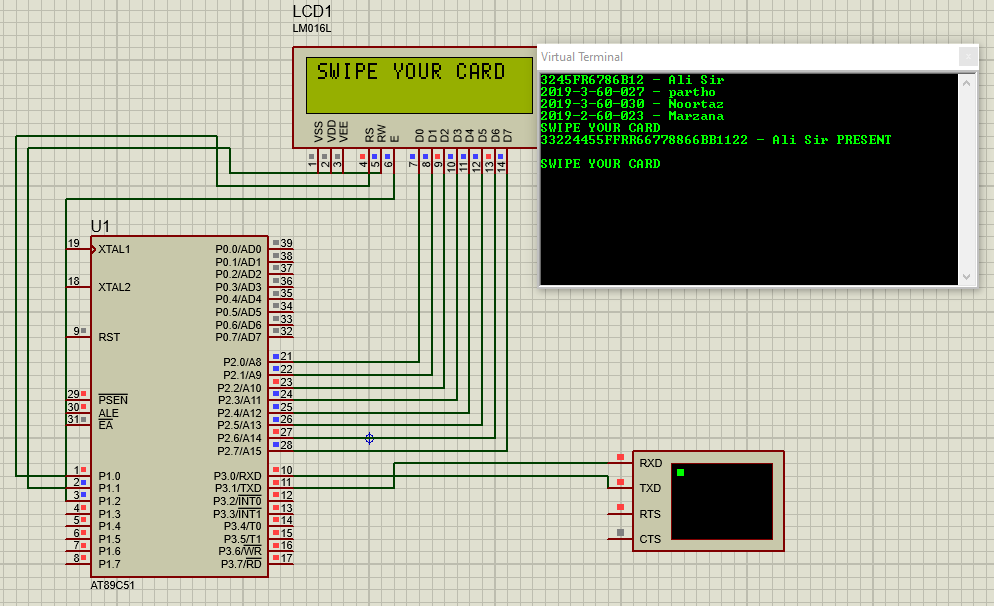 LCD1
LM016L
SWIPE YOUR CARD
VSS
VDD
VEE
RS
RW
E
D0
D1
D2
D3
D4
D5
D6
D7
1
2
3
4
5
6
7
8
9
10
11
12
13
14
Virtual Terminal
3245FR6786B12 - Ali Sir
2019-3-60-027 - partho
2019-3-60-030 - Noortaz
2019-2-60-023 - Marzana
SWIPE YOUR CARD
33224455FFRR66778866BB1122 - Ali Sir PRESENT
SWIPE YOUR CARD
U1
19 XTAL1
18 XTAL2
9 RST
29 PSEN
30 ALE
31 EA
1 P1.0
2 P1.1
3 P1.2
4 P1.3
5 P1.4
6 P1.5
7 P1.6
8 P1.7
P0.0/AD0 39
P0.1/AD1 38
P0.2/AD2 37
P0.3/AD3 36
P0.4/AD4 35
P0.5/AD5 34
P0.6/AD6 33
P0.7/AD7 32
P2.0/A8 21
P2.1/A9 22
P2.2/A10 23
P2.3/A11 24
P2.4/A12 25
P2.5/A13 26
P2.6/A14 27
P2.7/A15 28
P3.0/RXD 10
P3.1/TXD 11
P3.2/INT0 12
P3.3/INT1 13
P3.4/T0 14
P3.5/T1 15
P3.6/WR 16
P3.7/RD 17
AT89C51
RXD
TXD
RTS
CTS